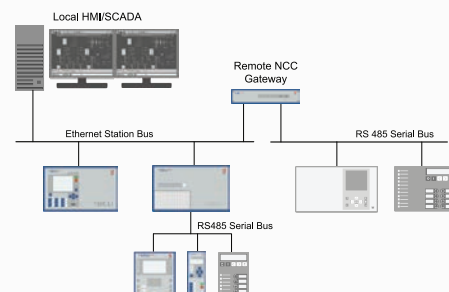 Local HMI/SCADA
Remote NCC
Gateway
Ethernet Station Bus
RS 485 Serial Bus
RS485 Serial Bus